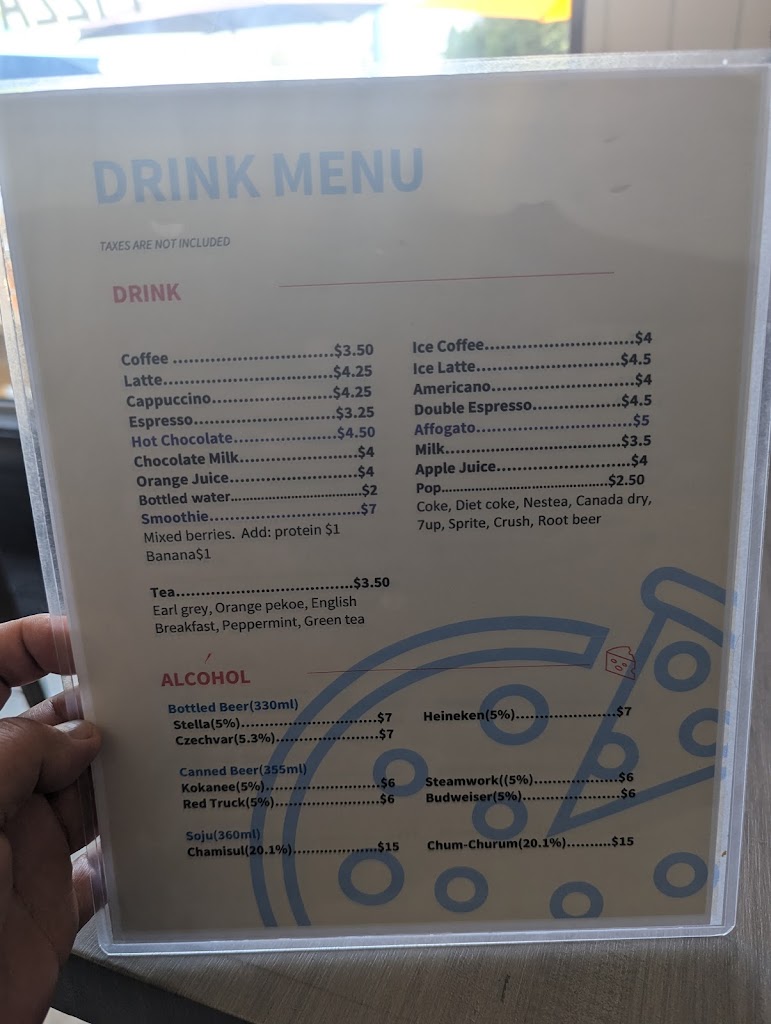 DRINK MENU
TAXES ARE NOT INCLUDED
DRINK
Coffee ...............................$3.50
Latte................................$4.25
Cappuccino.......................$4.25
Espresso...........................$3.25
Hot Chocolate...................$4.50
Chocolate Milk.....................$4
Orange Juice.......................$4
Bottled water.................................$2
Smoothie............................$7
Mixed berries. Add: protein $1
Banana$1
Tea.................................$3.50
Earl grey, Orange pekoe, English
Breakfast, Peppermint, Green tea
Ice Coffee............................$4
Ice Latte...........................$4.5
Americano..........................$4
Double Espresso................$4.5
Affogato.............................$5
Milk.................................$3.5
Apple Juice.........................$4
Pop..........................................$2.50
Coke, Diet coke, Nestea, Canada dry,
7up, Sprite, Crush, Root beer
ALCOHOL
Bottled Beer(330ml)
Stella(5%)...........................$7
Czechvar(5.3%)....................$7
Heineken(5%)....................$7
Canned Beer(355ml)
Kokanee(5%).......................$6
Red Truck(5%).....................$6
Steamwork((5%)................$6
Budweiser(5%)...................$6
Soju(360ml)
Chamisul(20.1%).................$15
Chum-Churum(20.1%)..........$15